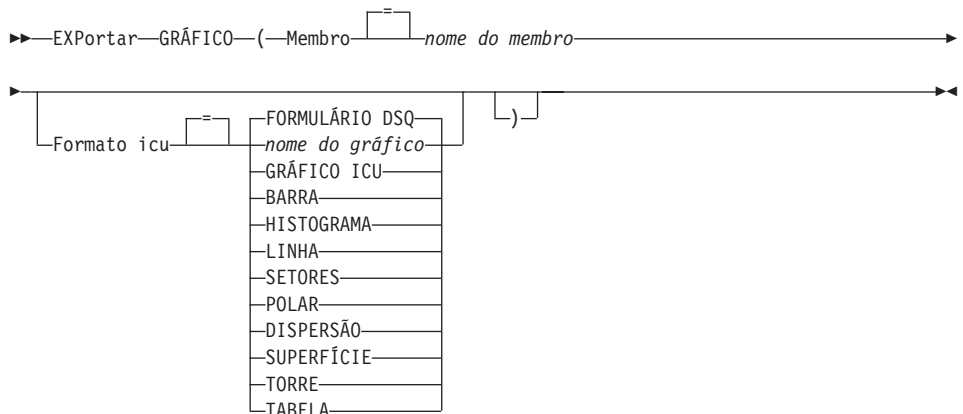 =
EXPortar GRÁFICO ( Membro nome do membro
= FORMULÁRIO DSQ )
Formato icu nome do gráfico
GRÁFICO ICU
BARRA
HISTOGRAMA
LINHA
SETORES
POLAR
DISPERSÃO
SUPERFÍCIE
TORRE
TABELA